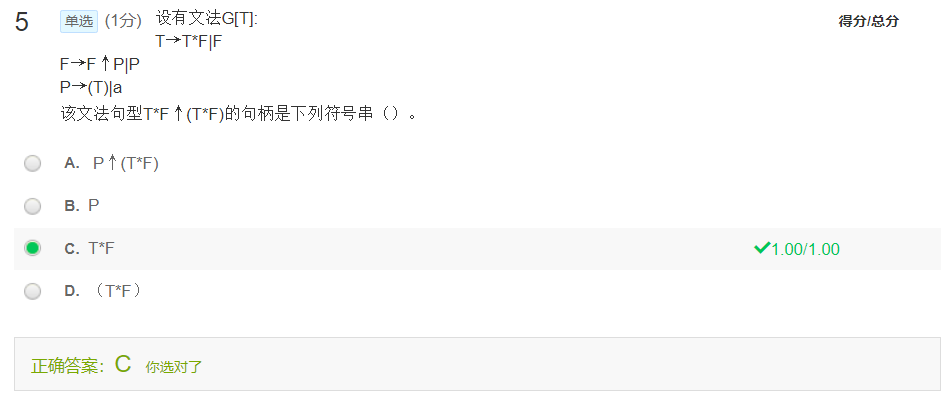 5 单选 (1分) 设有文法G[T]: 得分/总分
T→T*F|F
F→F↑P|P
P→(T)|a
该文法句型T*F↑(T*F)的句柄是下列符号串（）。
A. P↑(T*F)
B. P
C. T*F 1.00/1.00
D. （T*F）
正确答案：C 你选对了